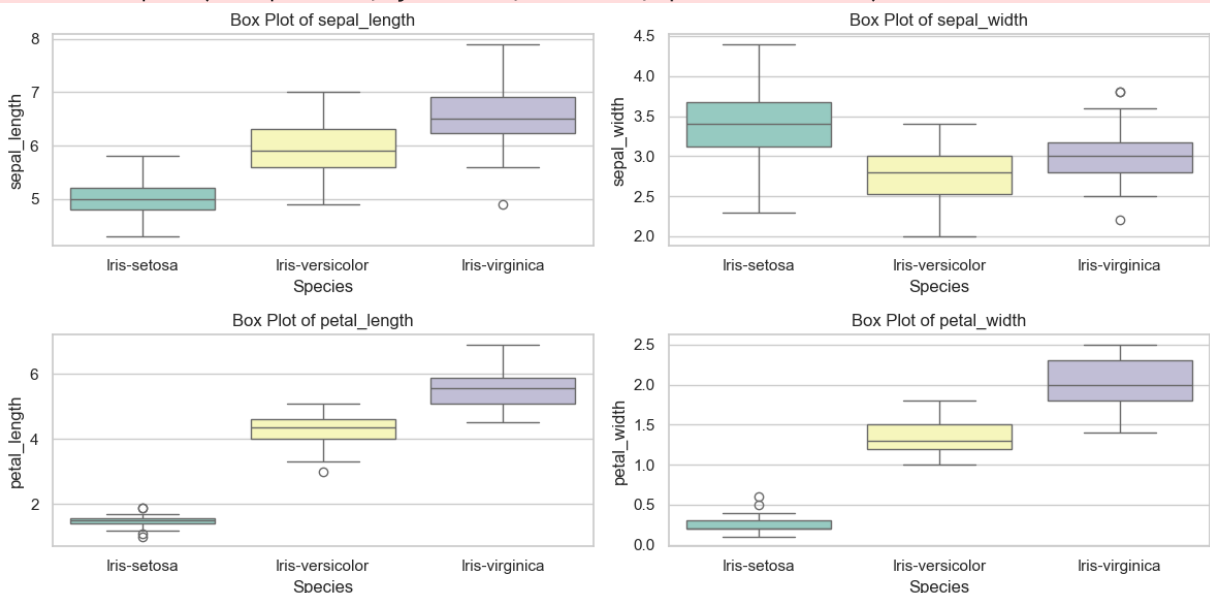 Box Plot of sepal_length
8
7
6
5
sepal_length
Iris-setosa Iris-versicolor Iris-virginica
Species
Box Plot of sepal_width
4.5
4.0
3.5
3.0
2.5
2.0
sepal_width
Iris-setosa Iris-versicolor Iris-virginica
Species
Box Plot of petal_length
6
4
2
petal_length
Iris-setosa Iris-versicolor Iris-virginica
Species
Box Plot of petal_width
2.5
2.0
1.5
1.0
0.5
0.0
petal_width
Iris-setosa Iris-versicolor Iris-virginica
Species